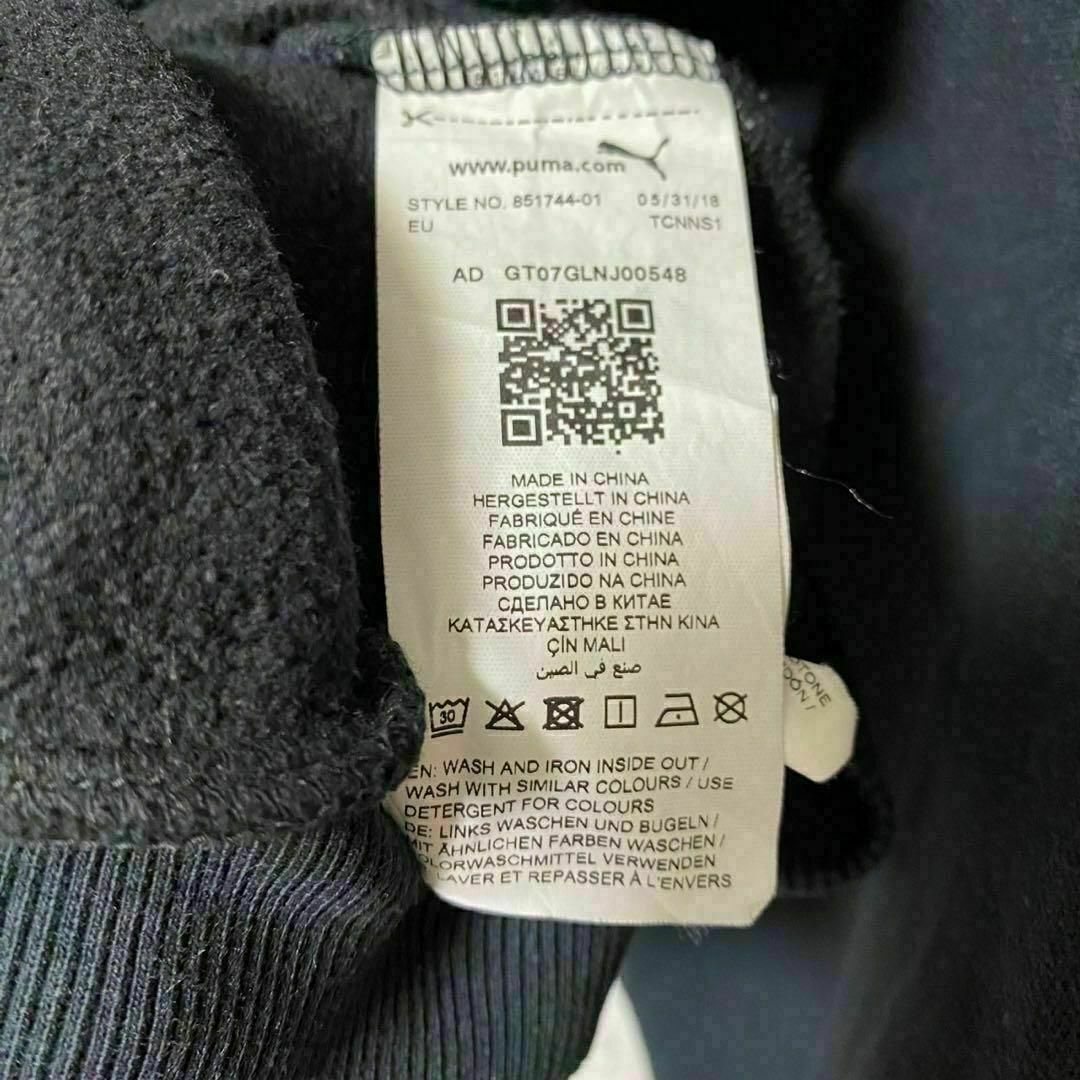 www.puma.com
STYLE NO. 851744-01 05/31/18
EU TCNNS1
AD GT07GLNJ00548
MADE IN CHINA
HERGESTELLT IN CHINA
FABRIQUÉ EN CHINE
FABRICADO EN CHINA
PRODOTTO IN CHINA
PRODUZIDO NA CHINA
СДЕЛАНО В КИТАЕ
ΚΑΤΑΣΚΕΥΑΣΤΗΚΕ ΣΤΗΝ ΚΙΝΑ
ÇİN MALI
صنع في الصين
30
EN: WASH AND IRON INSIDE OUT /
WASH WITH SIMILAR COLOURS / USE
DETERGENT FOR COLOURS
DE: LINKS WASCHEN UND BUGELN /
MIT ÄHNLICHEN FARBEN WASCHEN /
OLORWASCHMITTEL VERWENDEN
LAVER ET REPASSER À L'ENVERS